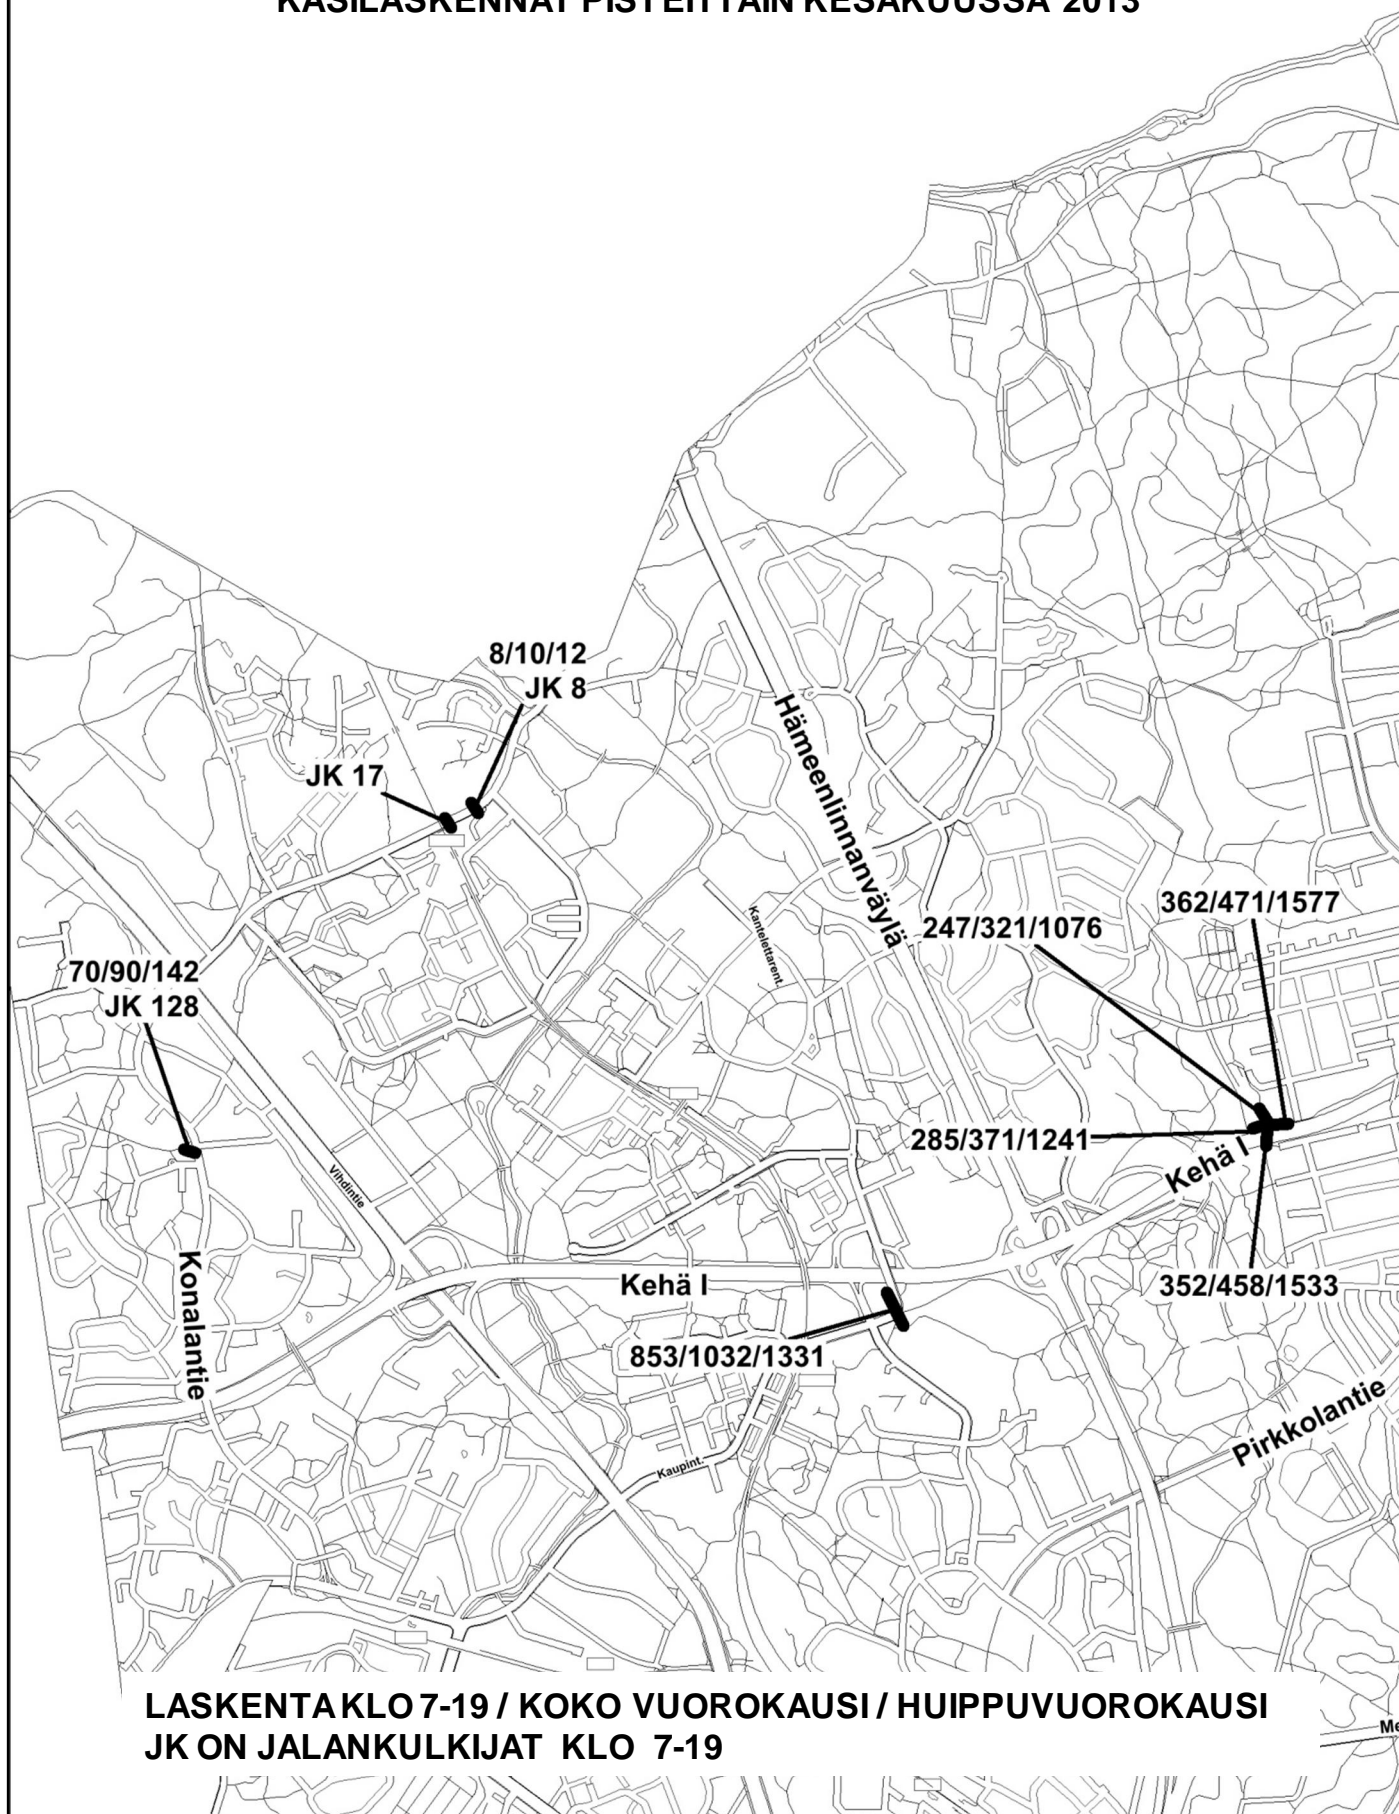 KÄSILASKENNAT PISTEITTÄIN KESÄKUUSSA 2013
8/10/12
JK 8
JK 17
Hämeenlinnanväylä
Kantelettarent.
247/321/1076
362/471/1577
70/90/142
JK 128
285/371/1241
Kehä I
Vihdintie
Konalantie
Kehä I
352/458/1533
853/1032/1331
Pirkkolantie
Kaupint.
LASKENTA KLO 7-19 / KOKO VUOROKAUSI / HUIPPUVUOROKAUSI
JK ON JALANKULKIJAT KLO 7-19
Me